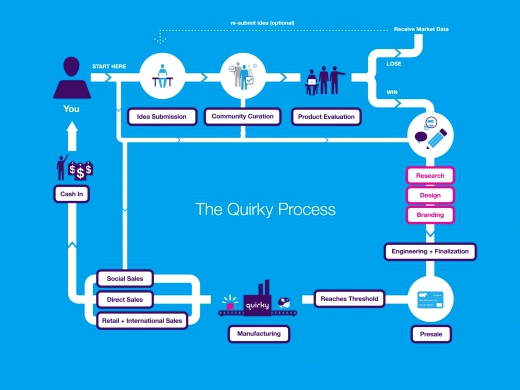 re-submit idea (optional)
Receive Market Data
START HERE
LOSE
WIN
You
Idea Submission
Community Curation
Product Evaluation
Research
Design
Branding
$ $ $
Cash In
The Quirky Process
Engineering + Finalization
Social Sales
Direct Sales
Retail + International Sales
quirky
Reaches Threshold
Manufacturing
Presale